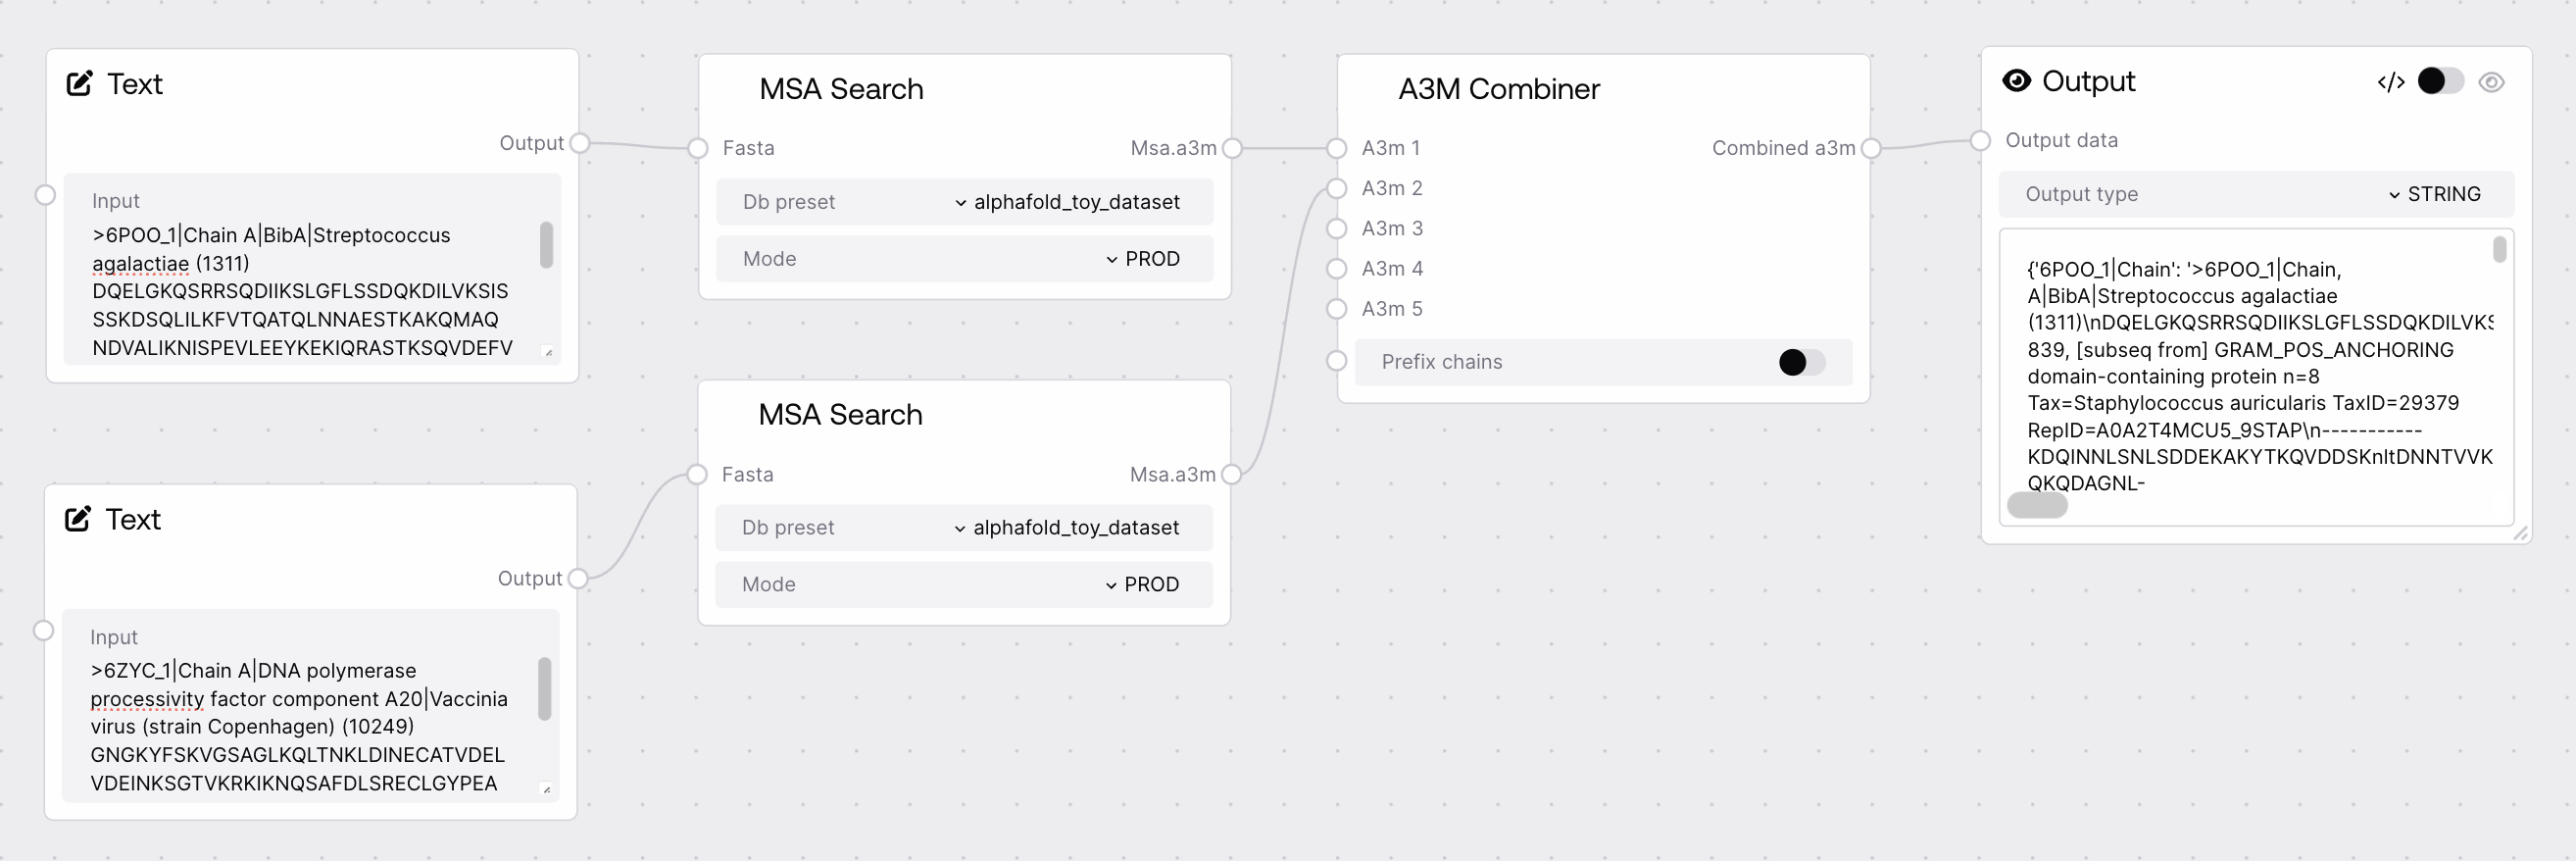 Text
Output
Input
>6POO_1|Chain A|BibA|Streptococcus
agalactiae (1311)
DQELGKQSRRSQDIIKSLGFLSSDQKDILVKSIS
SSKDSQLILKFVTQATQLNNAESTKAKQMAQ
NDVALIKNISPEVLEEYKEKIQRASTKSQVDEFV
Text
Output
Input
>6ZYC_1|Chain A|DNA polymerase
processivity factor component A20|Vaccinia
virus (strain Copenhagen) (10249)
GNGKYFSKVGSAGLKQLTNKLDINECATVDEL
VDEINKSGTVKRKIKNQSAFDLSRECLGYPEA
MSA Search
Fasta
Msa.a3m
Db preset
alphafold_toy_dataset
Mode
PROD
MSA Search
Fasta
Msa.a3m
Db preset
alphafold_toy_dataset
Mode
PROD
A3M Combiner
A3m 1
Combined a3m
A3m 2
A3m 3
A3m 4
A3m 5
Prefix chains
Output
</>
Output data
Output type
STRING
{'6POO_1|Chain': '>6POO_1|Chain,
A|BibA|Streptococcus agalactiae
(1311)\nDQELGKQSRRSQDIIKSLGFLSSDQKDILVKS
839, [subseq from] GRAM_POS_ANCHORING
domain-containing protein n=8
Tax=Staphylococcus auricularis TaxID=29379
RepID=A0A2T4MCU5_9STAP\n-----------
KDQINNLSNLSDDEKAKYTKQVDDSKnItDNNTVVK
QKQDAGNL-